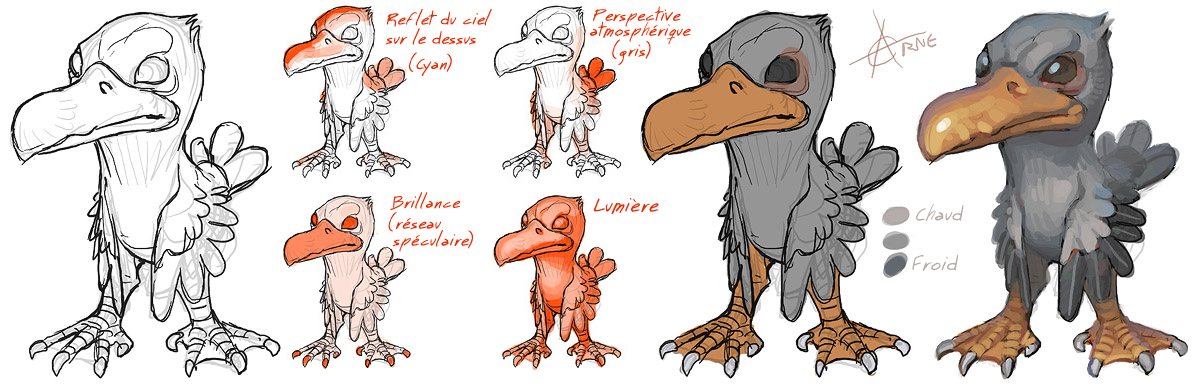 Reflet du ciel
sur le dessus
(cyan)
Perspective
atmosphérique
(gris)
Brillance
(réseau
spéculaire)
Lumière
ARNE
Chaud
Froid